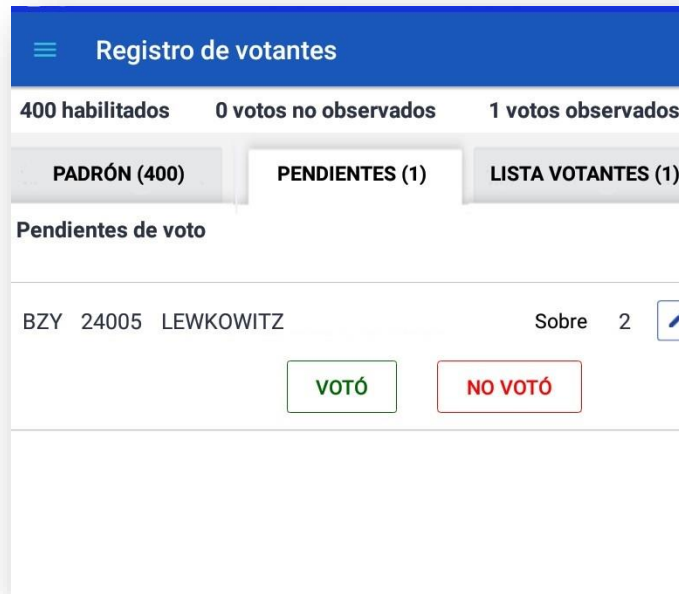 Registro de votantes
400 habilitados 0 votos no observados 1 votos observados
PADRÓN (400) PENDIENTES (1) LISTA VOTANTES (1)
Pendientes de voto
BZY 24005 LEWKOWITZ Sobre 2
VOTÓ NO VOTÓ